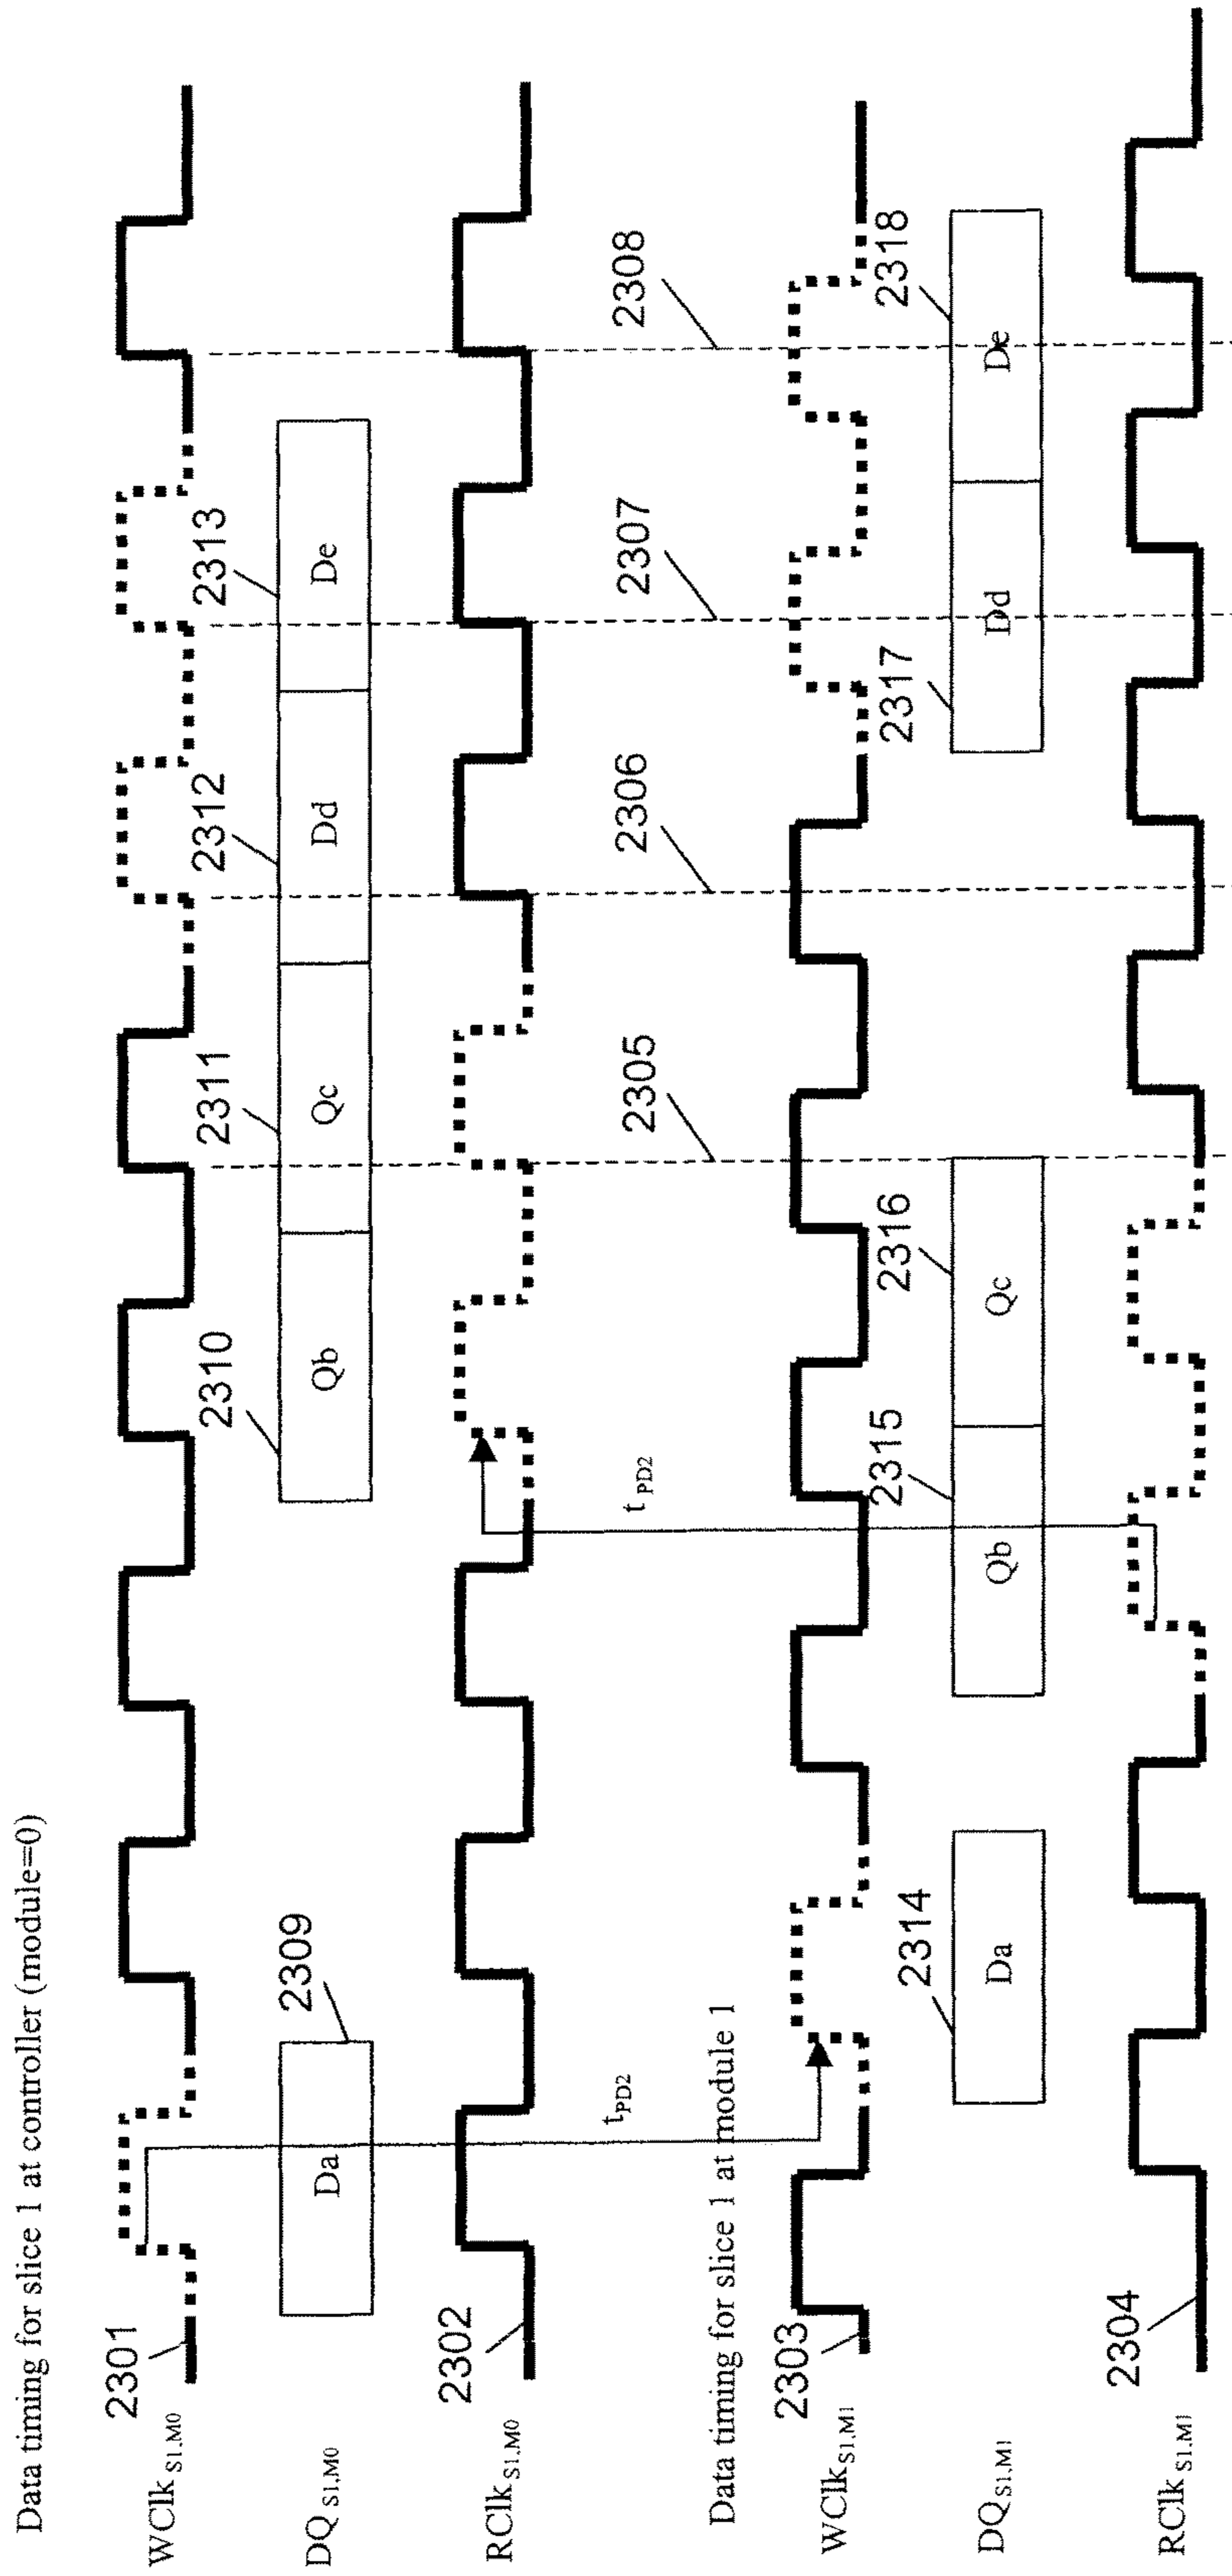 Data timing for slice 1 at controller (module=0)
WClk S1,M0
2301
DQ S1,M0
Da
2309
Qb
2310
Qc
2311
Dd
2312
De
2313
RClk S1,M0
2302
t PD2
t PD2
2305
2306
2307
2308
Data timing for slice 1 at module 1
WClk S1,M1
2303
DQ S1,M1
Da
2314
Qb
2315
Qc
2316
Dd
2317
De
2318
RClk S1,M1
2304